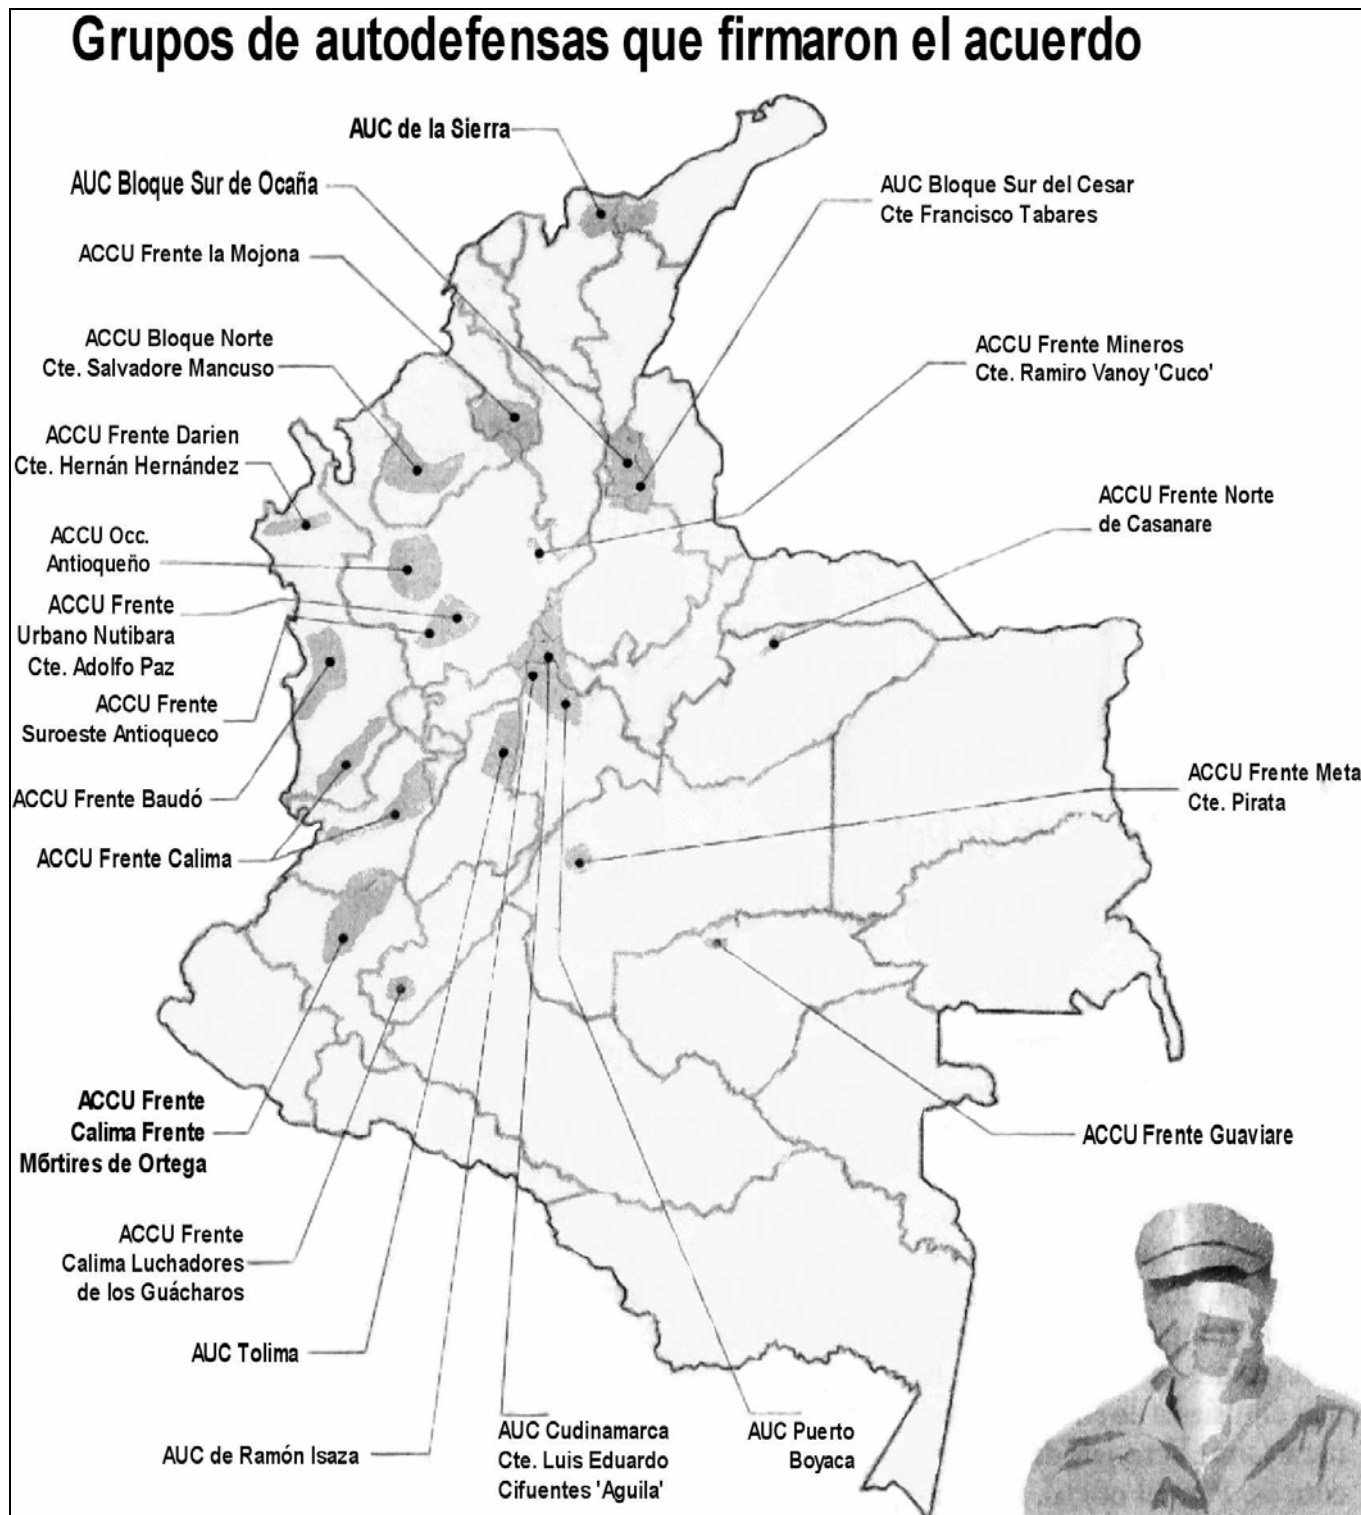 Grupos de autodefensas que firmaron el acuerdo
AUC de la Sierra
AUC Bloque Sur de Ocaña
ACCU Frente la Mojona
ACCU Bloque Norte
Cte. Salvadore Mancuso
ACCU Frente Darien
Cte. Hernán Hernández
ACCU Occ.
Antioqueño
ACCU Frente
Urbano Nutibara
Cte. Adolfo Paz
ACCU Frente
Suroeste Antioqueco
ACCU Frente Baudó
ACCU Frente Calima
ACCU Frente
Calima Frente
Mбrtires de Ortega
ACCU Frente
Calima Luchadores
de los Guácharos
AUC Tolima
AUC de Ramón Isaza
AUC Cudinamarca
Cte. Luis Eduardo
Cifuentes 'Aguila'
AUC Puerto
Boyaca
AUC Bloque Sur del Cesar
Cte Francisco Tabares
ACCU Frente Mineros
Cte. Ramiro Vanoy 'Cuco'
ACCU Frente Norte
de Casanare
ACCU Frente Meta
Cte. Pirata
ACCU Frente Guaviare